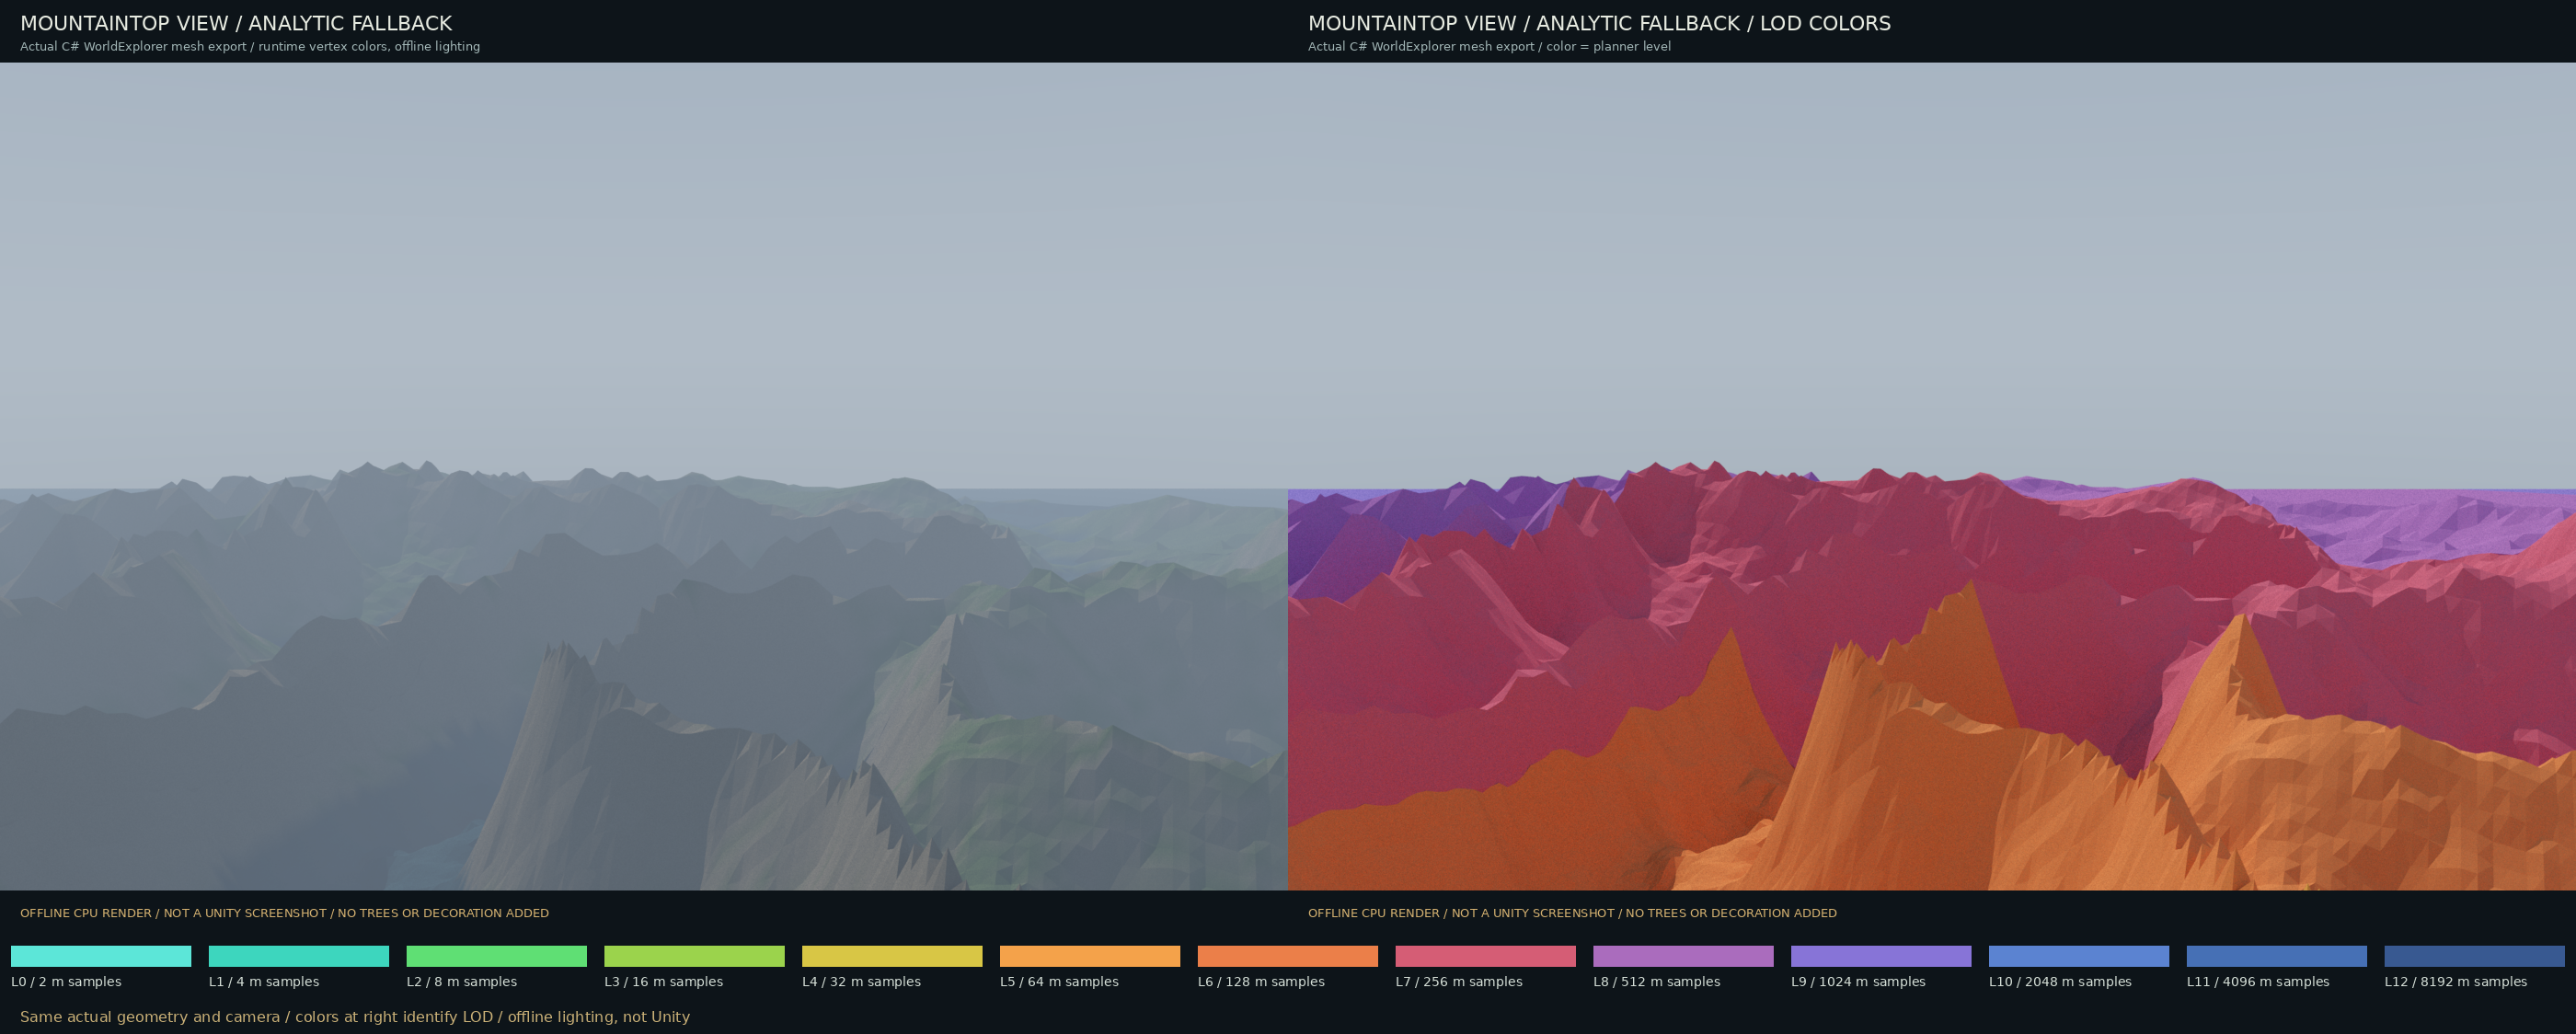 MOUNTAINTOP VIEW / ANALYTIC FALLBACK
Actual C# WorldExplorer mesh export / runtime vertex colors, offline lighting
MOUNTAINTOP VIEW / ANALYTIC FALLBACK / LOD COLORS
Actual C# WorldExplorer mesh export / color = planner level
OFFLINE CPU RENDER / NOT A UNITY SCREENSHOT / NO TREES OR DECORATION ADDED
OFFLINE CPU RENDER / NOT A UNITY SCREENSHOT / NO TREES OR DECORATION ADDED
L0 / 2 m samples
L1 / 4 m samples
L2 / 8 m samples
L3 / 16 m samples
L4 / 32 m samples
L5 / 64 m samples
L6 / 128 m samples
L7 / 256 m samples
L8 / 512 m samples
L9 / 1024 m samples
L10 / 2048 m samples
L11 / 4096 m samples
L12 / 8192 m samples
Same actual geometry and camera / colors at right identify LOD / offline lighting, not Unity